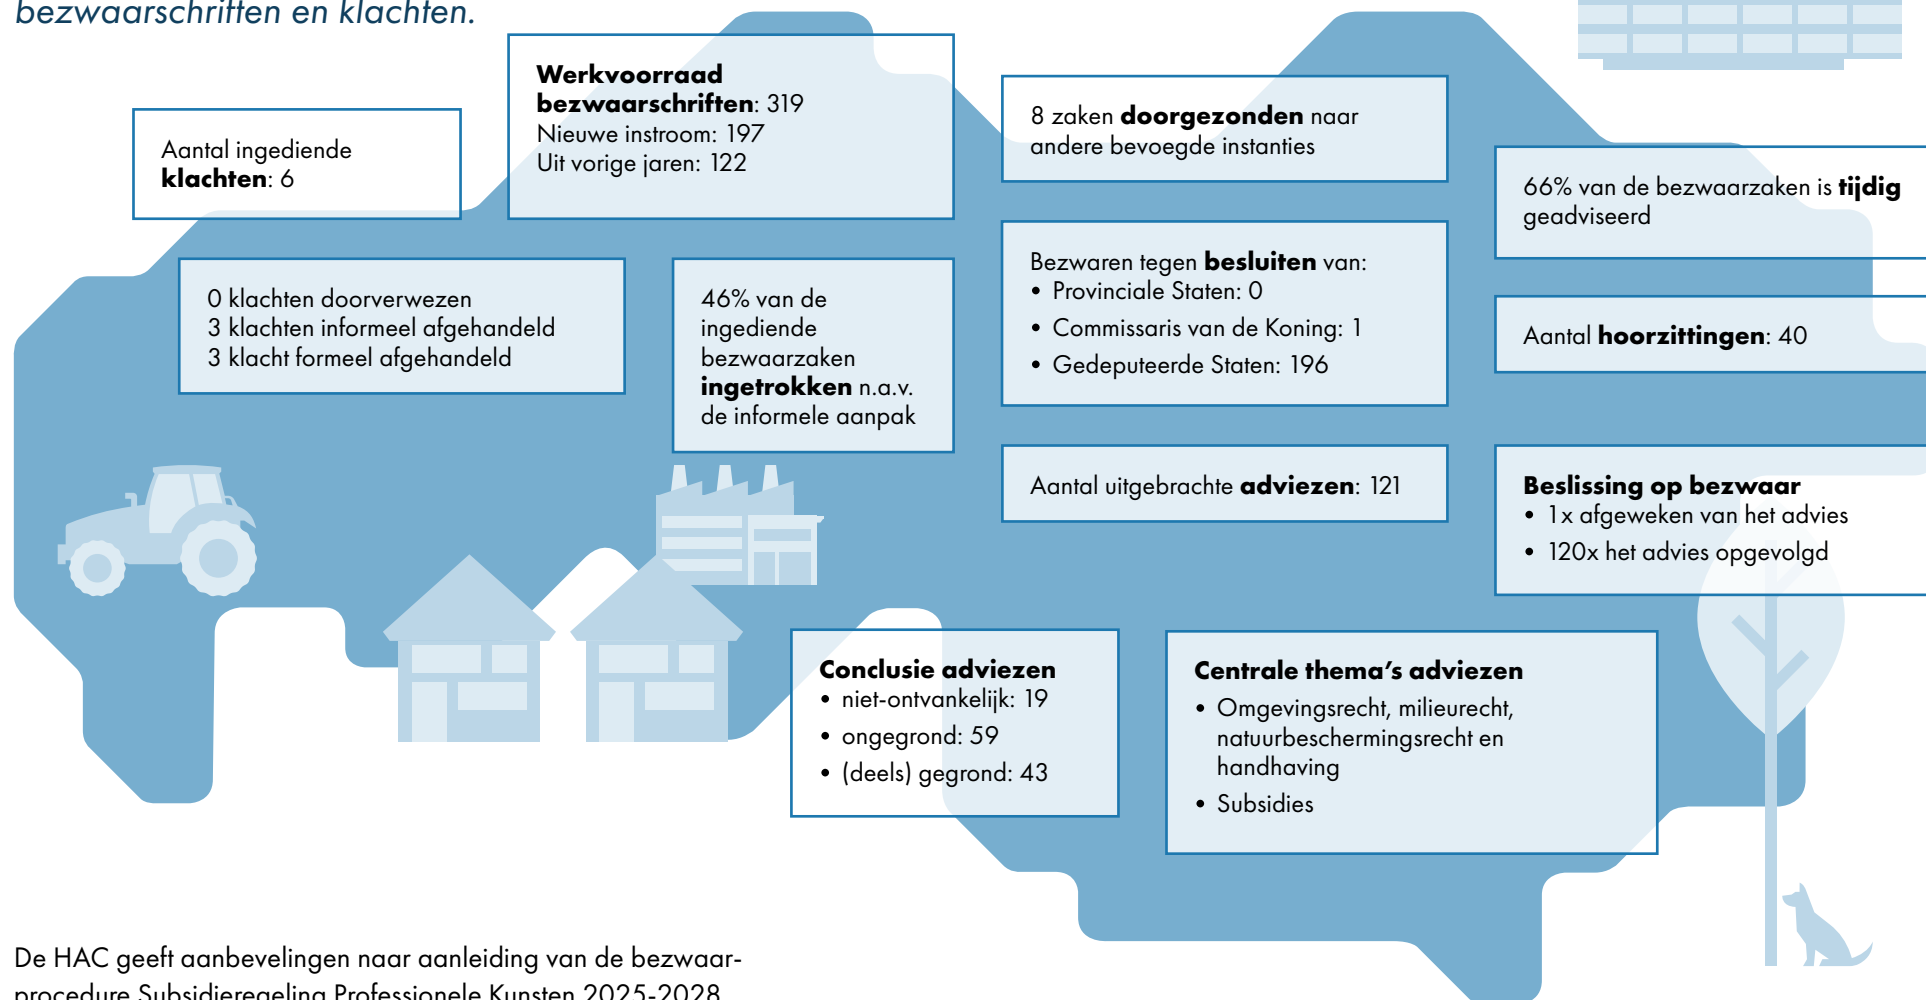 bezwaarschriften en klachten.
Aantal ingediende
klachten: 6
Werkvoorraad
bezwaarschriften: 319
Nieuwe instroom: 197
Uit vorige jaren: 122
8 zaken doorgezonden naar
andere bevoegde instanties
66% van de bezwaarzaken is tijdig
geadviseerd
0 klachten doorverwezen
3 klachten informeel afgehandeld
3 klacht formeel afgehandeld
46% van de
ingediende
bezwaarzaken
ingetrokken n.a.v.
de informele aanpak
Bezwaren tegen besluiten van:
• Provinciale Staten: 0
• Commissaris van de Koning: 1
• Gedeputeerde Staten: 196
Aantal hoorzittingen: 40
Aantal uitgebrachte adviezen: 121
Beslissing op bezwaar
• 1x afgeweken van het advies
• 120x het advies opgevolgd
Conclusie adviezen
• niet-ontvankelijk: 19
• ongegrond: 59
• (deels) gegrond: 43
Centrale thema's adviezen
• Omgevingsrecht, milieurecht,
natuurbeschermingsrecht en
handhaving
• Subsidies
De HAC geeft aanbevelingen naar aanleiding van de bezwaar-
procedure Subsidieregeling Professionele Kunsten 2025-2028